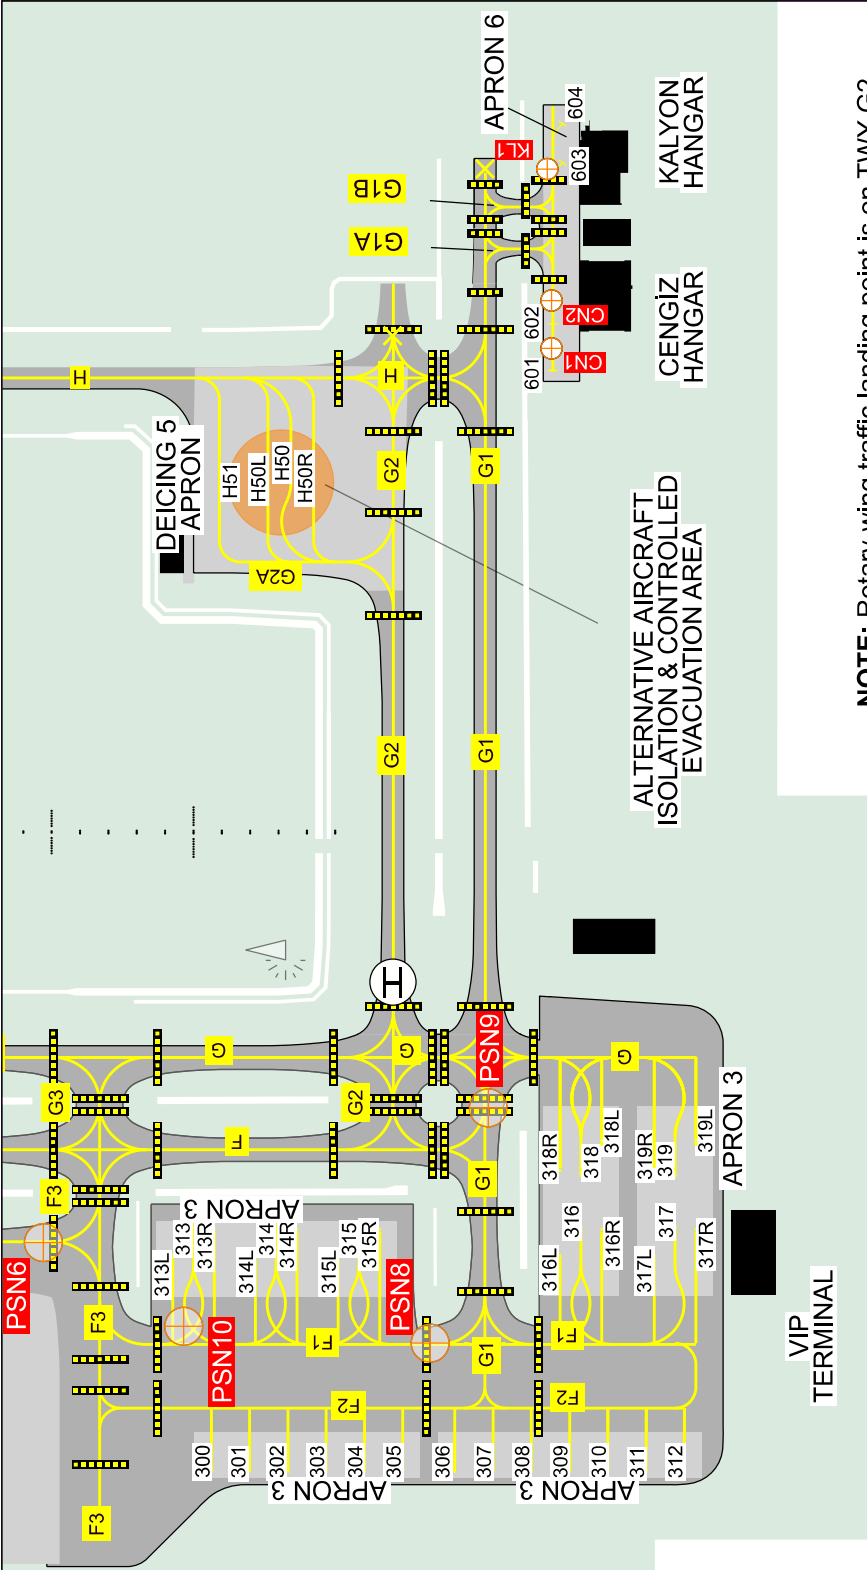 APRON 6
604
603
KL1
KALYON
HANGAR
G1B
G1A
602
601
CN2
CN1
CENGİZ
HANGAR
H
H
DEICING 5
APRON
H51
H50L
H50
H50R
G2
G1
G2A
ALTERNATIVE AIRCRAFT
ISOLATION & CONTROLLED
EVACUATION AREA
NOTE: Rotary wing traffic landing point is on TWY G2
G2
G1
H
PSN9
G
G
G
G3
G2
F
F3
G1
318R
318
318L
319R
319
319L
APRON 3
APRON 3
PSN6
313L
313
313R
314L
314
314R
315L
315
315R
PSN8
316L
316
316R
317L
317
317R
F3
PSN10
F1
G1
F1
VIP
TERMINAL
F2
F2
300
301
302
303
304
305
306
307
308
309
310
311
312
APRON 3
APRON 3
F3